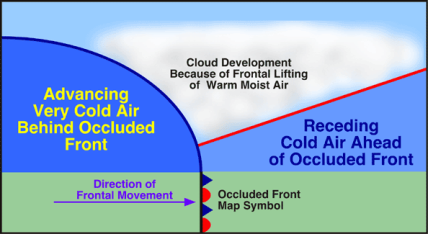 Cloud Development
Because of Frontal Lifting
of Warm Moist Air
Advancing
Very Cold Air
Behind Occluded
Front
Receding
Cold Air Ahead
of Occluded Front
Direction of
Frontal Movement
Occluded Front
Map Symbol